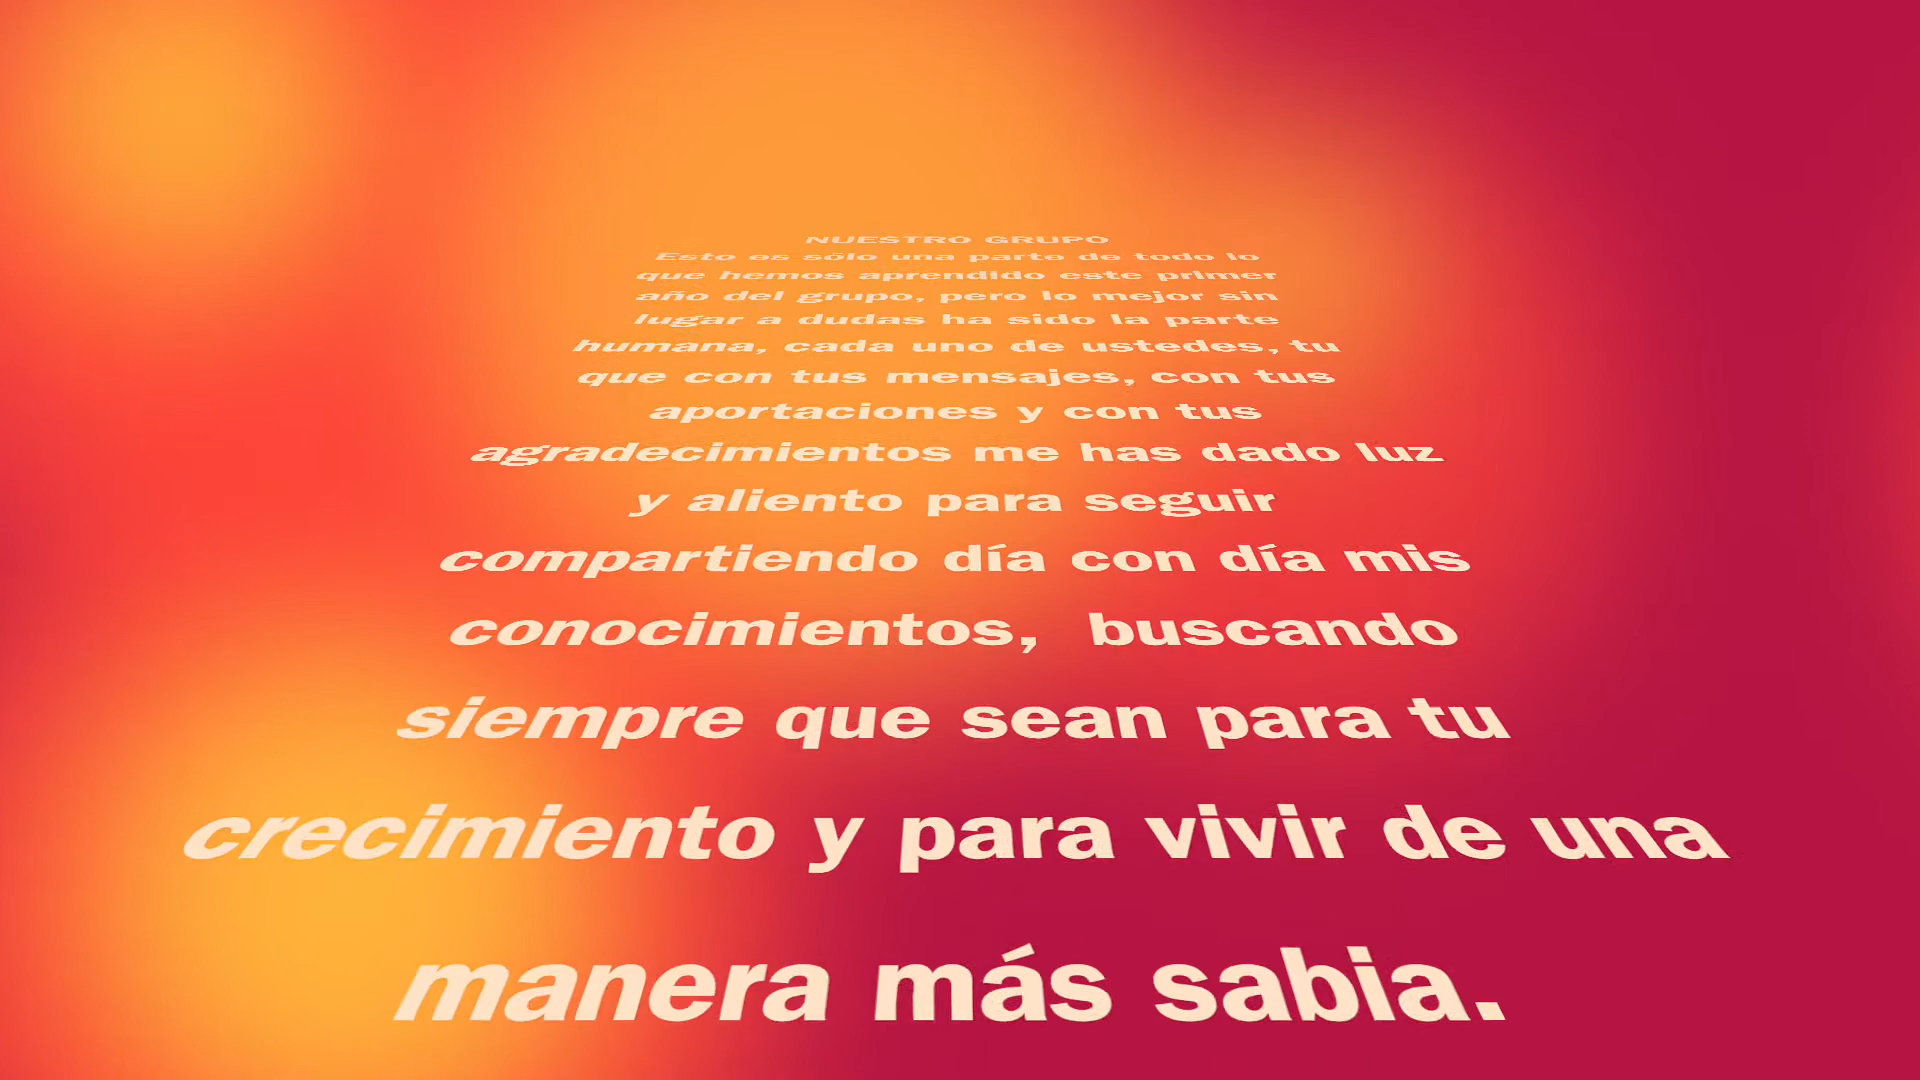 NUESTRO GRUPO
Esto es sólo una parte de todo lo
que hemos aprendido este primer
año del grupo, pero lo mejor sin
lugar a dudas ha sido la parte
humana, cada uno de ustedes, tu
que con tus mensajes, con tus
aportaciones y con tus
agradecimientos me has dado luz
y aliento para seguir
compartiendo día con día mis
conocimientos, buscando
siempre que sean para tu
crecimiento y para vivir de una
manera más sabia.